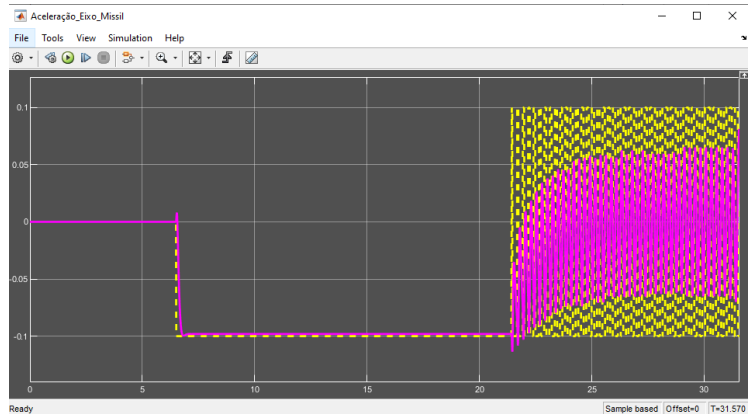 Aceleração_Eixo_Missil
File Tools View Simulation Help
0.1
0.05
0
-0.05
-0.1
0 5 10 15 20 25 30
Ready Sample based Offset=0 T=31.570